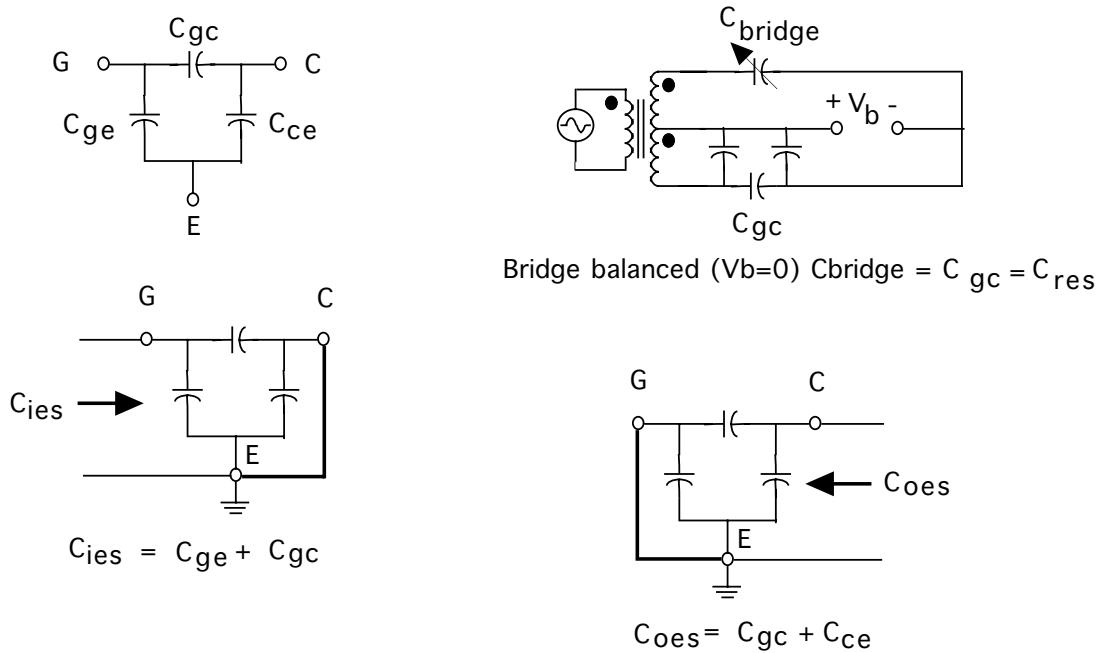 Cgc
G
C
Cge
Cce
E
Cbridge
+ Vb -
Cgc
Bridge balanced (Vb=0) Cbridge = C gc = Cres
G
C
Cies
E
Cies = Cge + Cgc
G
C
Coes
E
Coes = Cgc + Cce